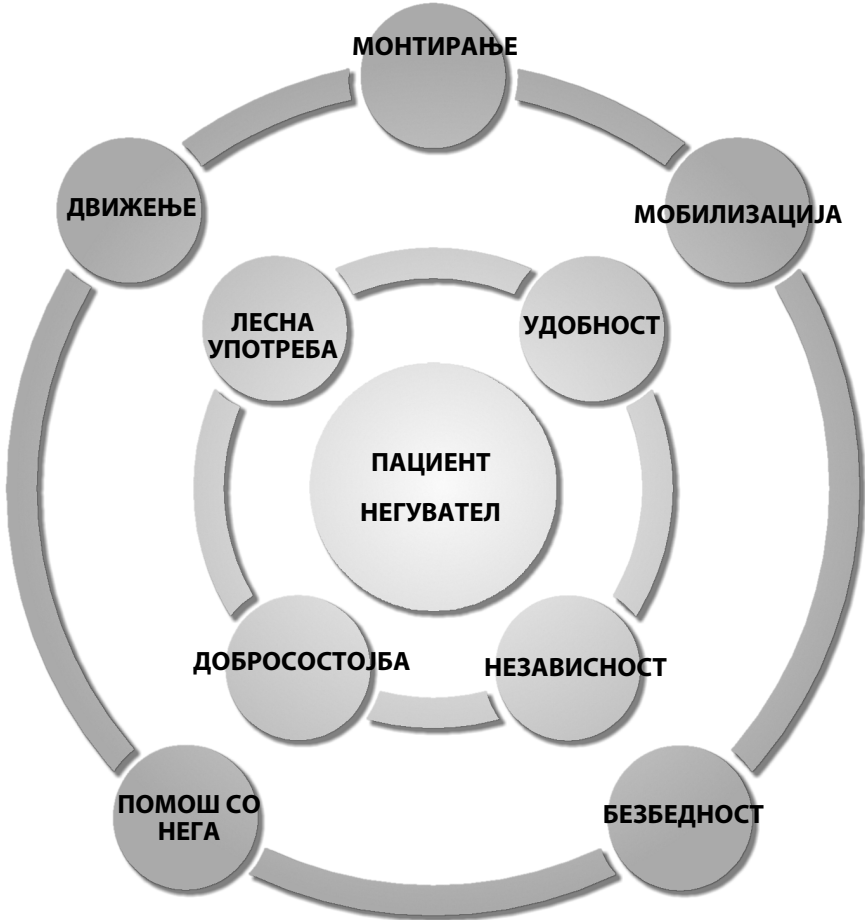 МОНТИРАЊЕ
ДВИЖЕЊЕ
МОБИЛИЗАЦИЈА
ЛЕСНА
УПОТРЕБА
УДОБНОСТ
ПАЦИЕНТ
НЕГУВАТЕЛ
ДОБРОСОСТОЈБА
НЕЗАВИСНОСТ
ПОМОШ СО
НЕГА
БЕЗБЕДНОСТ